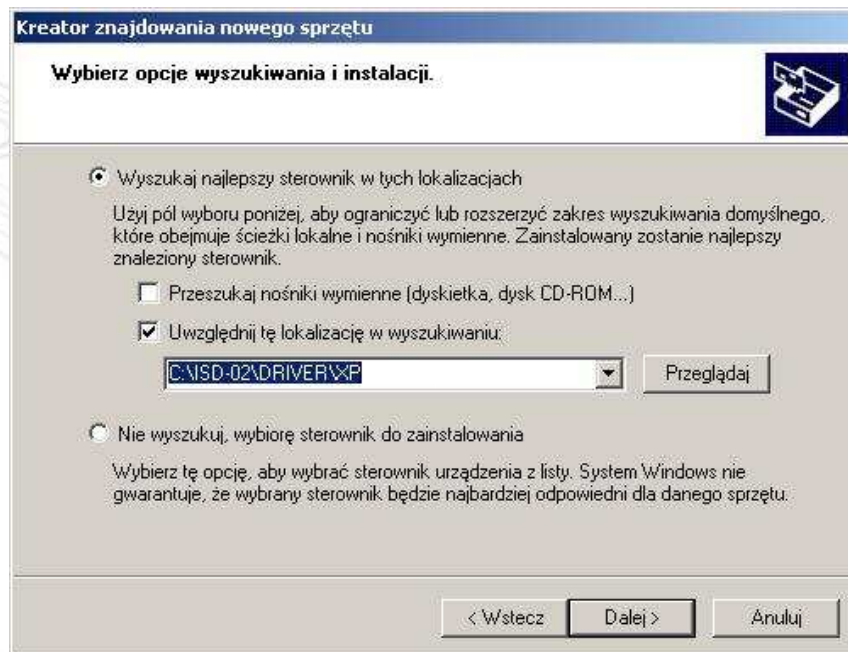 Kreator znajdowania nowego sprzętu
Wybierz opcje wyszukiwania i instalacji.
Wyszukaj najlepszy sterownik w tych lokalizacjach
Użyj pól wyboru poniżej, aby ograniczyć lub rozszerzyć zakres wyszukiwania domyślnego,
które obejmuje ścieżki lokalne i nośniki wymienne. Zainstalowany zostanie najlepszy
znaleziony sterownik.
Przeszukaj nośniki wymienne (dyskietka, dysk CD-ROM...)
Uwzględnij tę lokalizację w wyszukiwaniu:
C:\ISD-02\DRIVER\XP
Przeglądaj
Nie wyszukuj, wybiorę sterownik do zainstalowania
Wybierz tę opcję, aby wybrać sterownik urządzenia z listy. System Windows nie
gwarantuje, że wybrany sterownik będzie najbardziej odpowiedni dla danego sprzętu.
< Wstecz Dalej > Anuluj